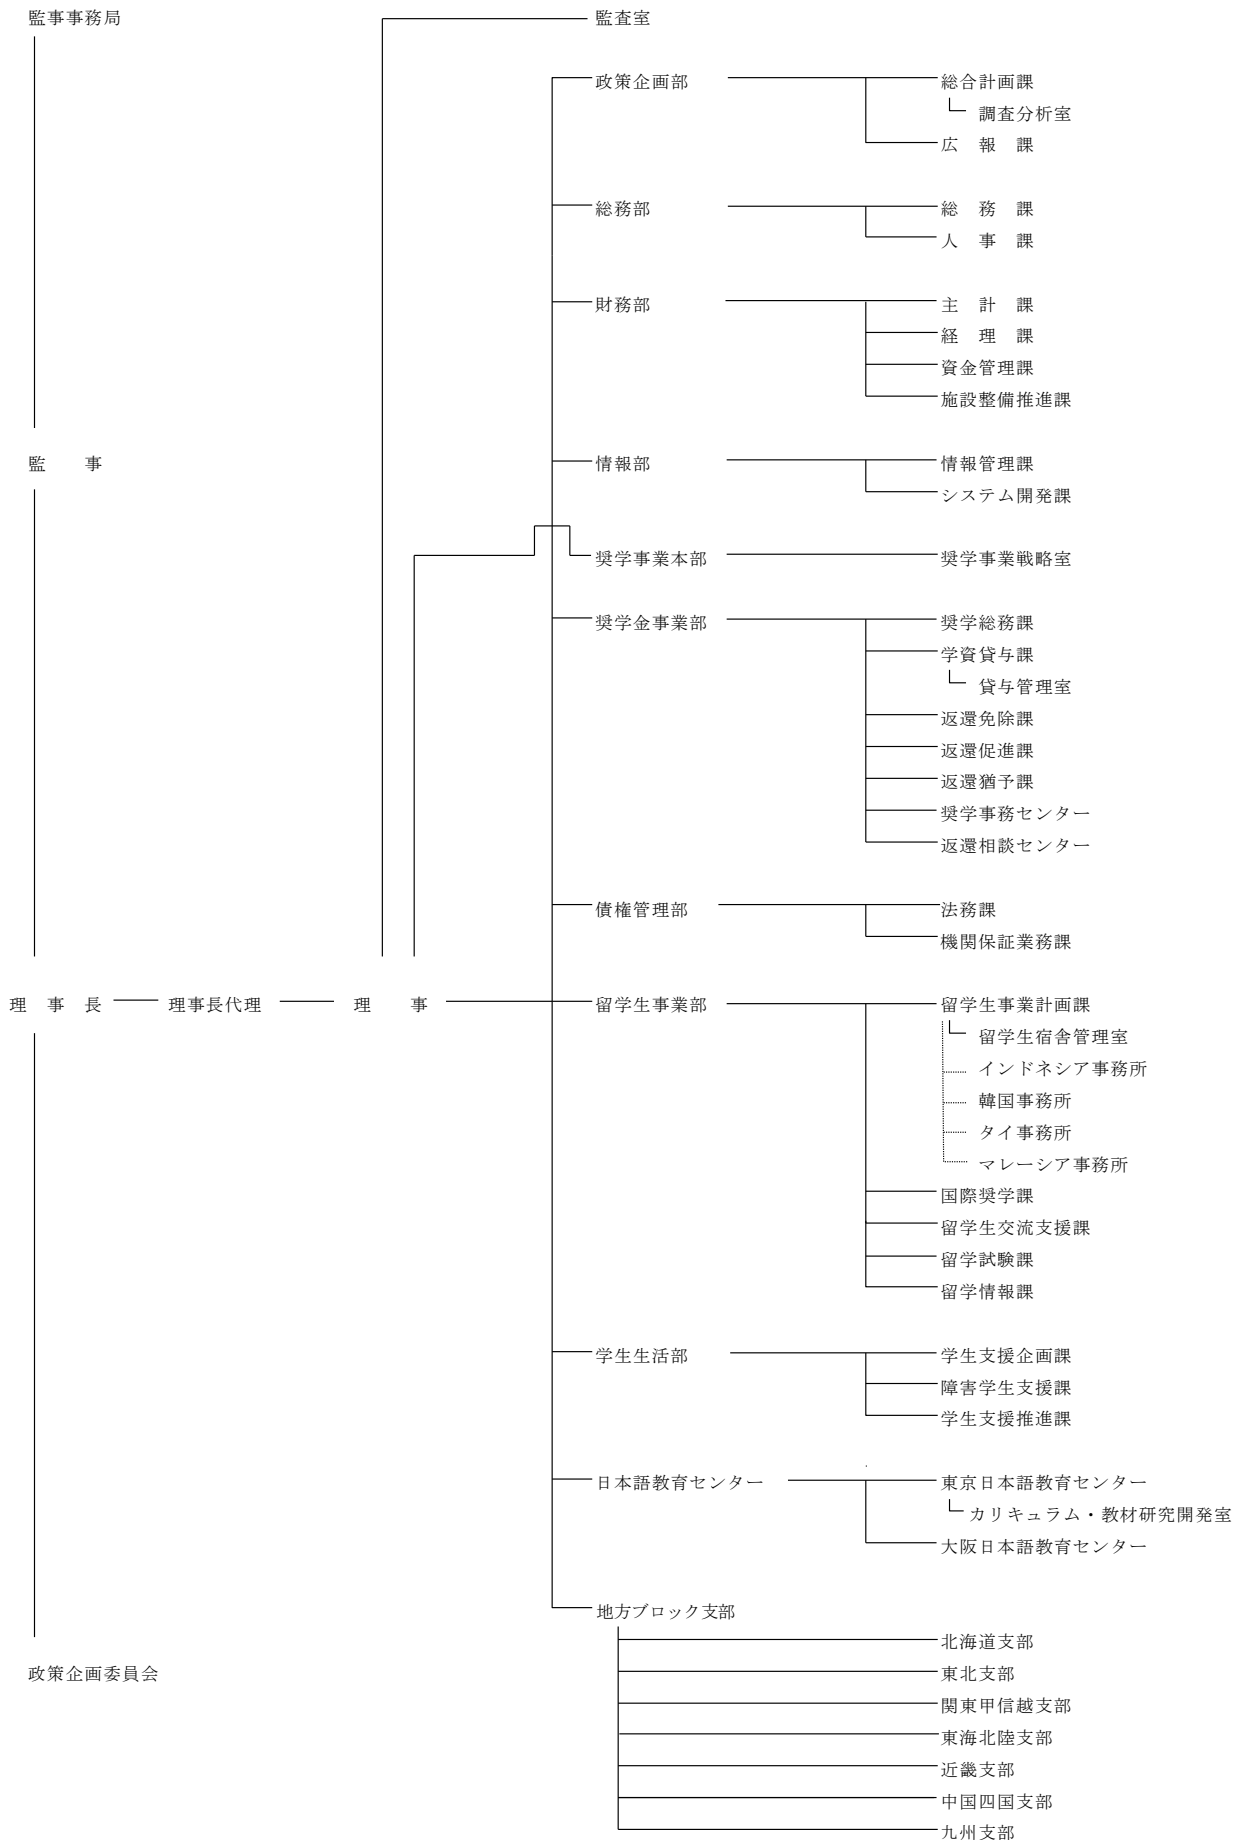 監事事務局
監査室
政策企画部
総合計画課
調査分析室
広　報　課
総務部
総　務　課
人　事　課
財務部
主　計　課
経　理　課
資金管理課
施設整備推進課
監　　事
情報部
情報管理課
システム開発課
奨学事業本部
奨学事業戦略室
奨学金事業部
奨学総務課
学資貸与課
貸与管理室
返還免除課
返還促進課
返還猶予課
奨学事務センター
返還相談センター
債権管理部
法務課
機関保証業務課
理　事　長
理事長代理
理　　事
留学生事業部
留学生事業計画課
留学生宿舎管理室
インドネシア事務所
韓国事務所
タイ事務所
マレーシア事務所
国際奨学課
留学生交流支援課
留学試験課
留学情報課
学生生活部
学生支援企画課
障害学生支援課
学生支援推進課
日本語教育センター
東京日本語教育センター
カリキュラム・教材研究開発室
大阪日本語教育センター
地方ブロック支部
北海道支部
政策企画委員会
東北支部
関東甲信越支部
東海北陸支部
近畿支部
中国四国支部
九州支部